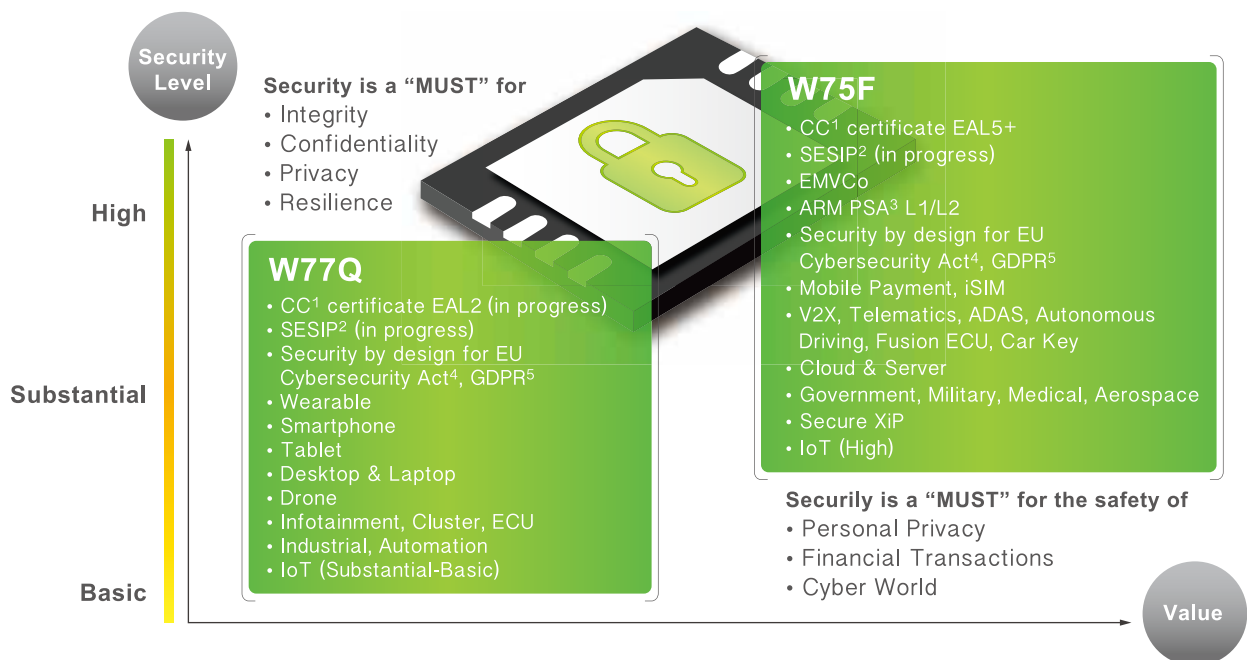 Security
Level
High
Substantial
Basic
Security is a “MUST” for
• Integrity
• Confidentiality
• Privacy
• Resilience
W77Q
• CC¹ certificate EAL2 (in progress)
• SESIP² (in progress)
• Security by design for EU
Cybersecurity Act⁴, GDPR⁵
• Wearable
• Smartphone
• Tablet
• Desktop & Laptop
• Drone
• Infotainment, Cluster, ECU
• Industrial, Automation
• IoT (Substantial-Basic)
W75F
• CC¹ certificate EAL5+
• SESIP² (in progress)
• EMVCo
• ARM PSA³ L1/L2
• Security by design for EU
Cybersecurity Act⁴, GDPR⁵
• Mobile Payment, iSIM
• V2X, Telematics, ADAS, Autonomous
Driving, Fusion ECU, Car Key
• Cloud & Server
• Government, Military, Medical, Aerospace
• Secure XiP
• IoT (High)
Securily is a “MUST” for the safety of
• Personal Privacy
• Financial Transactions
• Cyber World
Value